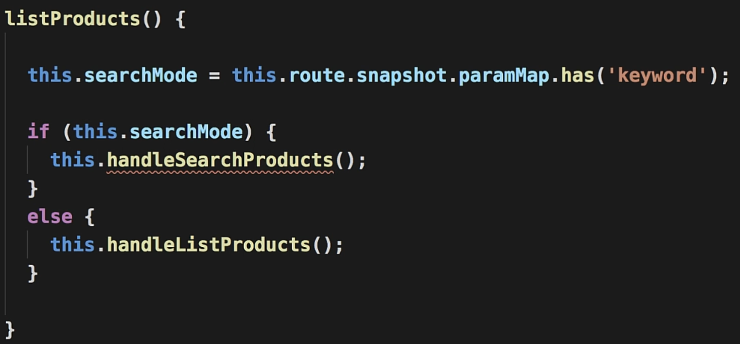 listProducts() {
this.searchMode = this.route.snapshot.paramMap.has('keyword');
if (this.searchMode) {
this.handleSearchProducts();
}
else {
this.handleListProducts();
}
}